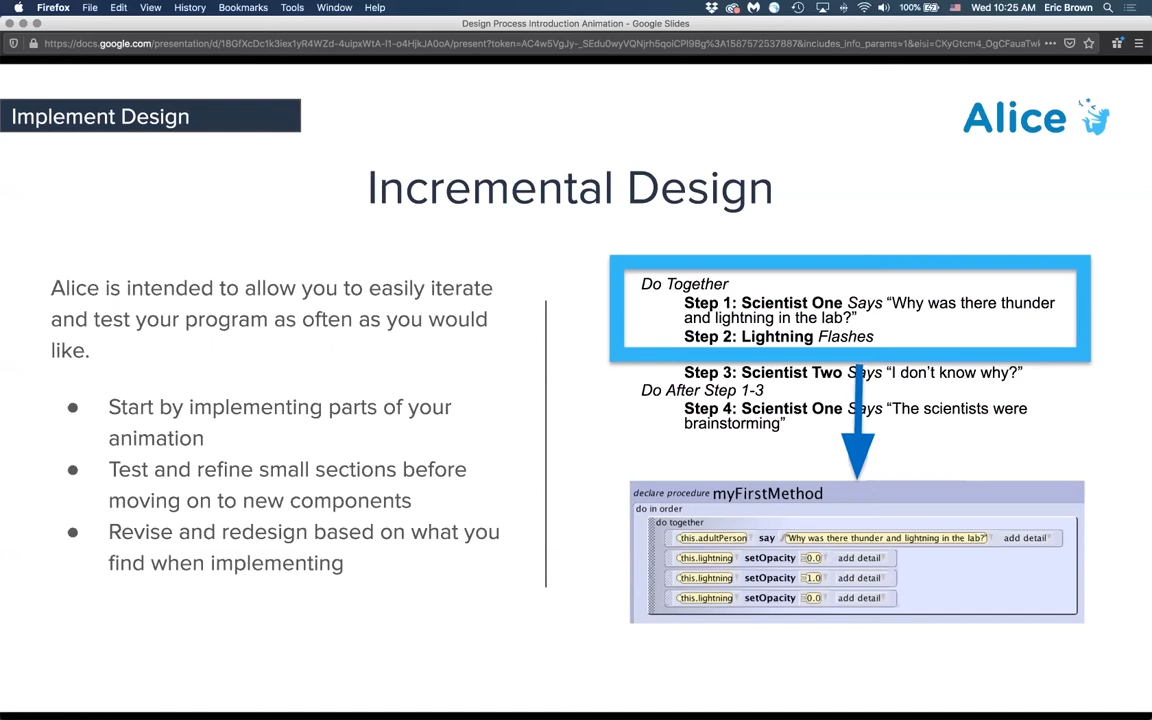 Firefox File Edit View History Bookmarks Tools Window Help 100% Wed 10:25 AM Eric Brown
Design Process Introduction Animation - Google Slides
Implement Design
Alice
Incremental Design
Alice is intended to allow you to easily iterate
and test your program as often as you would
like.
● Start by implementing parts of your
animation
● Test and refine small sections before
moving on to new components
● Revise and redesign based on what you
find when implementing
Do Together
Step 1: Scientist One Says “Why was there thunder
and lightning in the lab?”
Step 2: Lightning Flashes
Step 3: Scientist Two Says “I don’t know why?”
Do After Step 1-3
Step 4: Scientist One Says “The scientists were
brainstorming”
declare procedure myFirstMethod
do in order
do together
this.adultPerson say "Why was there thunder and lightning in the lab?" add detail
this.lightning setOpacity 0.0 add detail
this.lightning setOpacity 1.0 add detail
this.lightning setOpacity 0.0 add detail